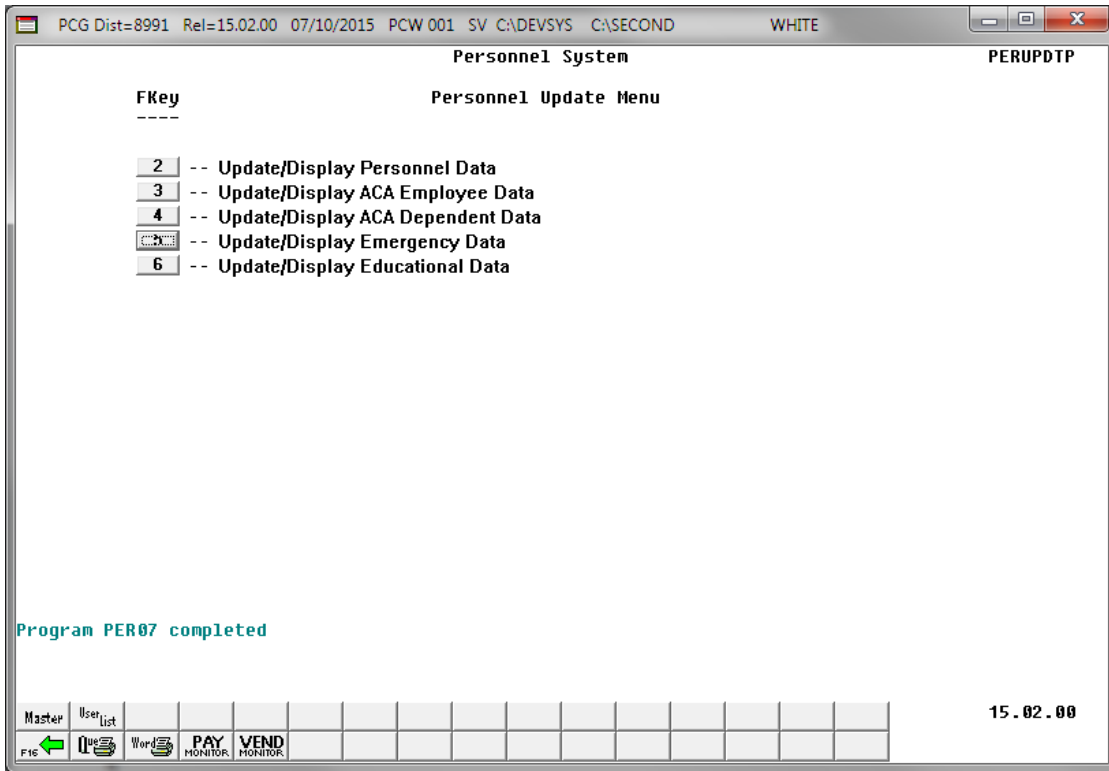 PCG Dist=8991 Rel=15.02.00 07/10/2015 PCW 001 SV C:\DEVSYS C:\SECOND WHITE
Personnel System PERUPDTP
FKey Personnel Update Menu
----
2 -- Update/Display Personnel Data
3 -- Update/Display ACA Employee Data
4 -- Update/Display ACA Dependent Data
5 -- Update/Display Emergency Data
6 -- Update/Display Educational Data
Program PER07 completed
Master User List 15.02.00
F16 Que Word PAY MONITOR VEND MONITOR